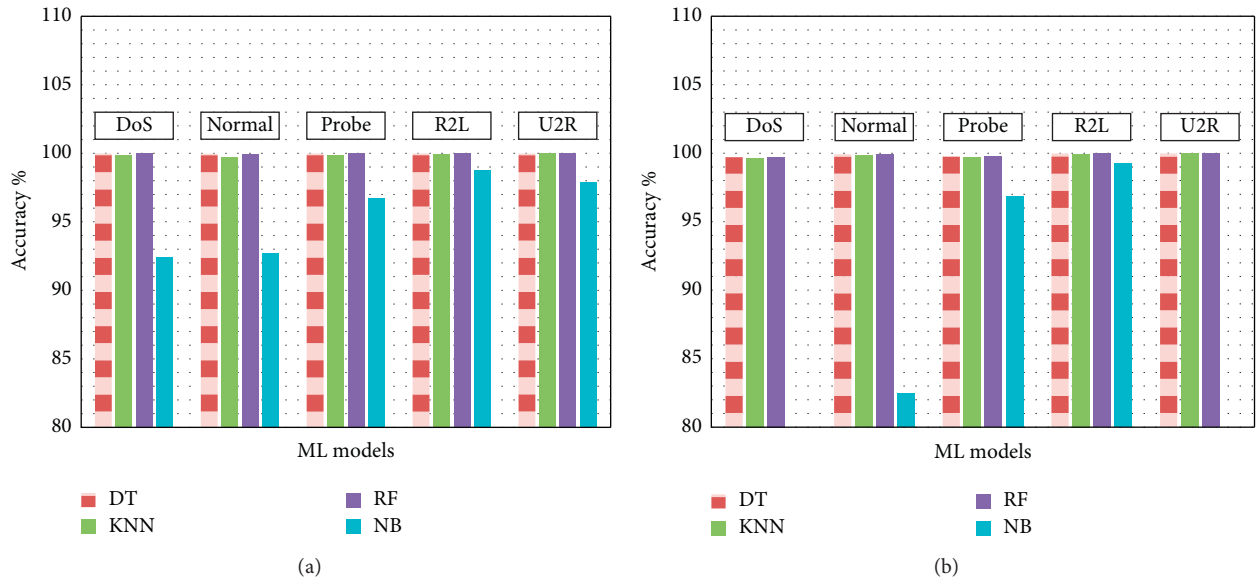 110
105
100
95
90
85
80
Accuracy %
DoS
Normal
Probe
R2L
U2R
ML models
DT
KNN
RF
NB
(a)
110
105
100
95
90
85
80
Accuracy %
DoS
Normal
Probe
R2L
U2R
ML models
DT
KNN
RF
NB
(b)